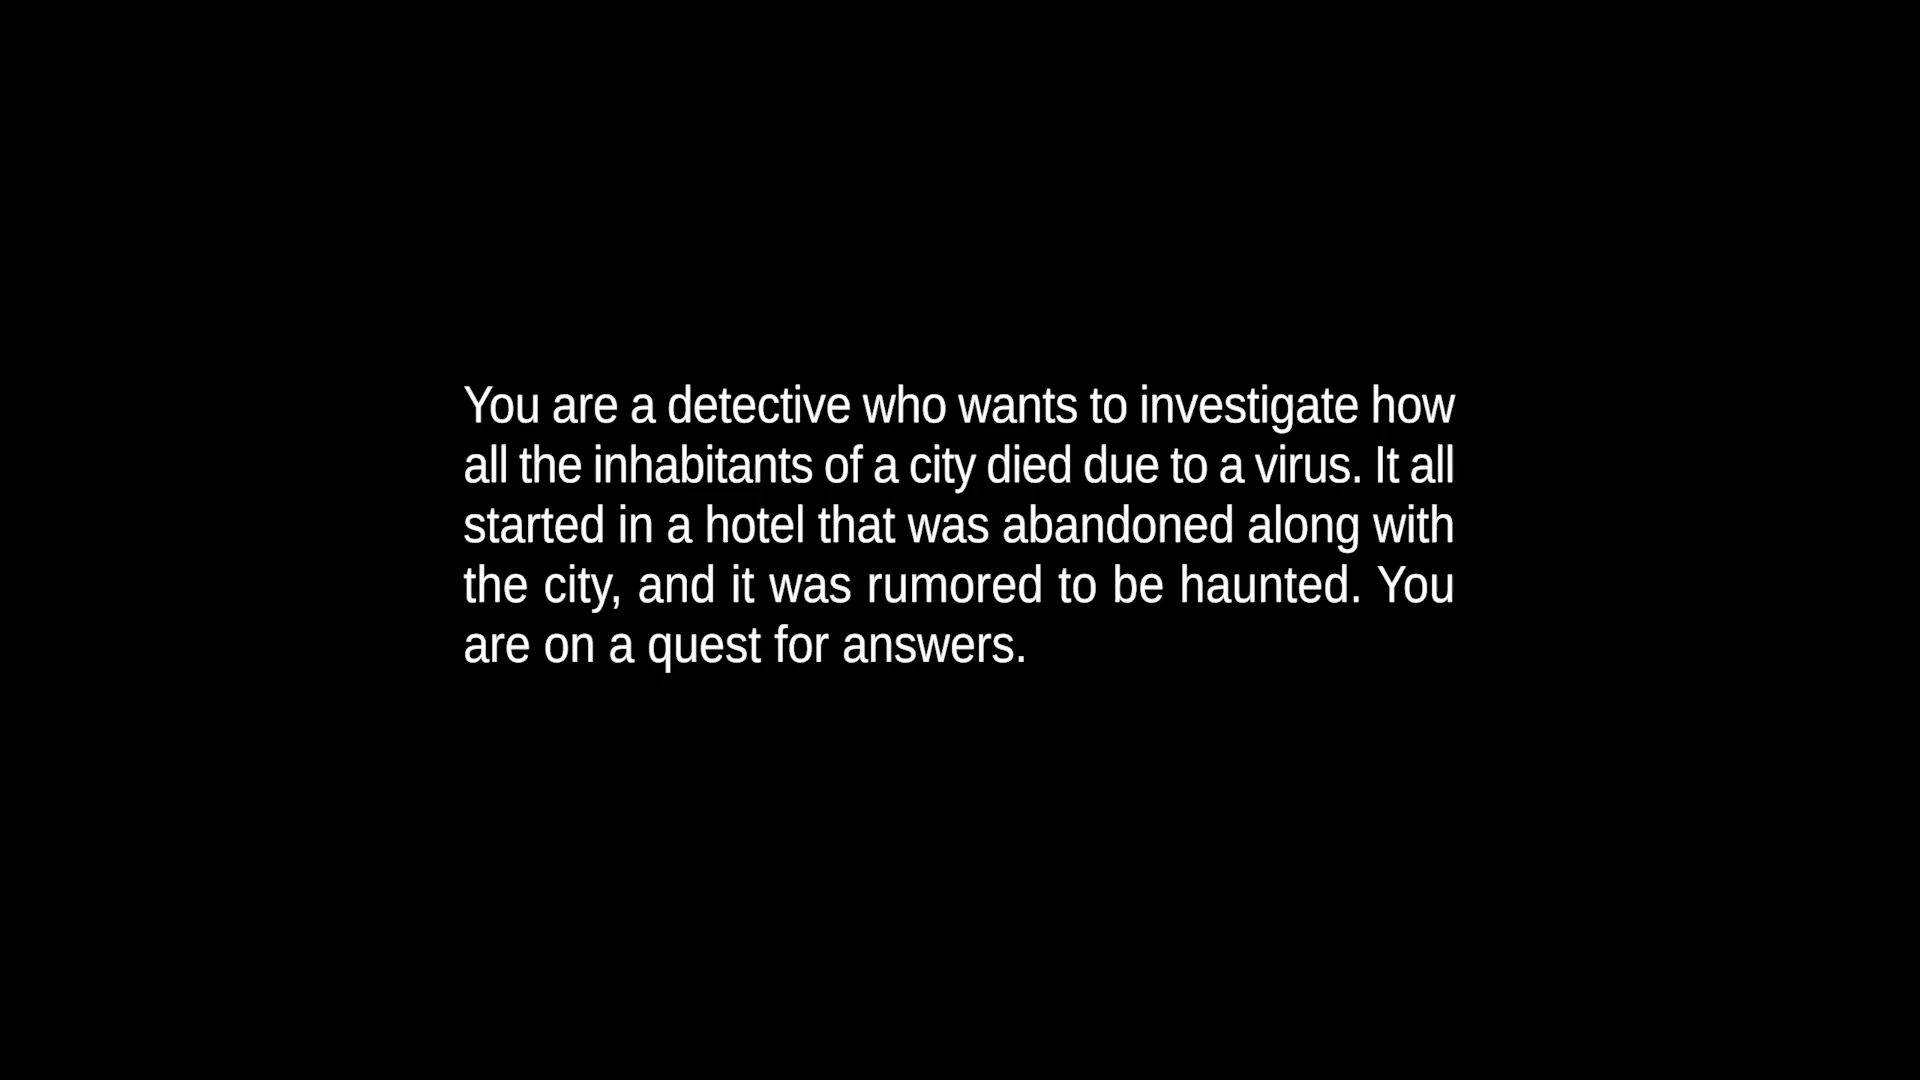 You are a detective who wants to investigate how
all the inhabitants of a city died due to a virus. It all
started in a hotel that was abandoned along with
the city, and it was rumored to be haunted. You
are on a quest for answers.